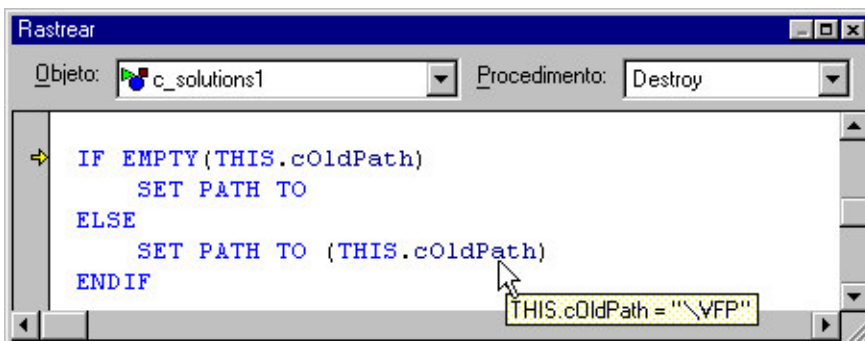 Rastrear
Objeto: c_solutions1 Procedimento: Destroy
IF EMPTY(THIS.cOldPath)
SET PATH TO
ELSE
SET PATH TO (THIS.cOldPath)
ENDIF
THIS.cOldPath = "\VFP"